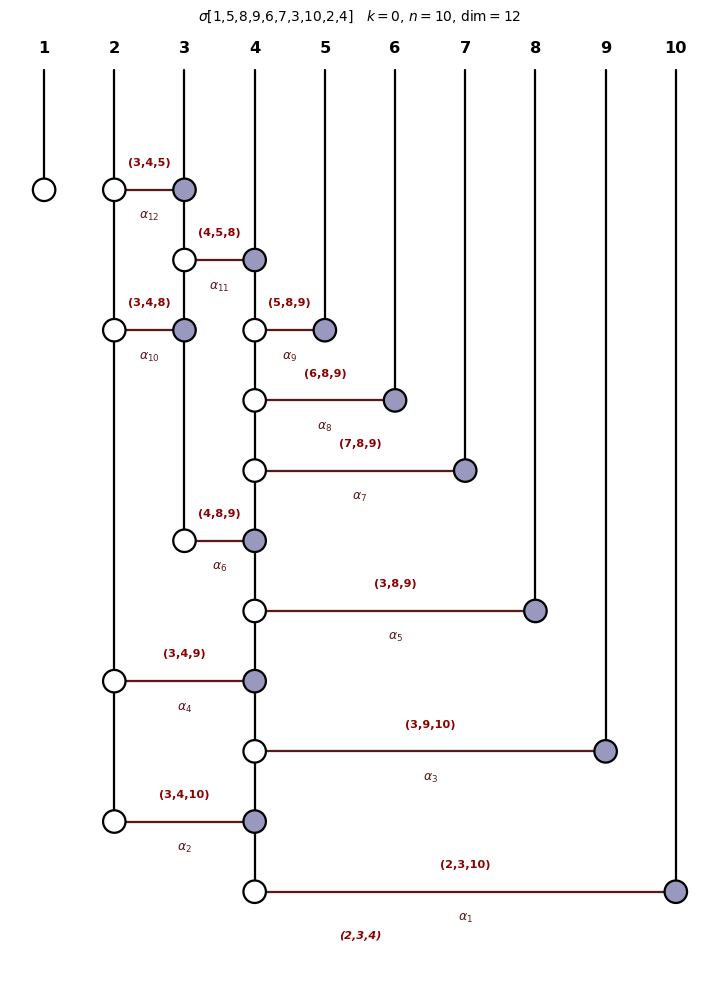 σ[1,5,8,9,6,7,3,10,2,4]   k = 0, n = 10, dim = 12
1 2 3 4 5 6 7 8 9 10
(3,4,5)
α₁₂
(4,5,8)
α₁₁
(3,4,8) (5,8,9)
α₁₀ α₉
(6,8,9)
α₈
(7,8,9)
α₇
(4,8,9)
α₆
(3,8,9)
α₅
(3,4,9)
α₄
(3,9,10)
α₃
(3,4,10)
α₂
(2,3,10)
α₁
(2,3,4)